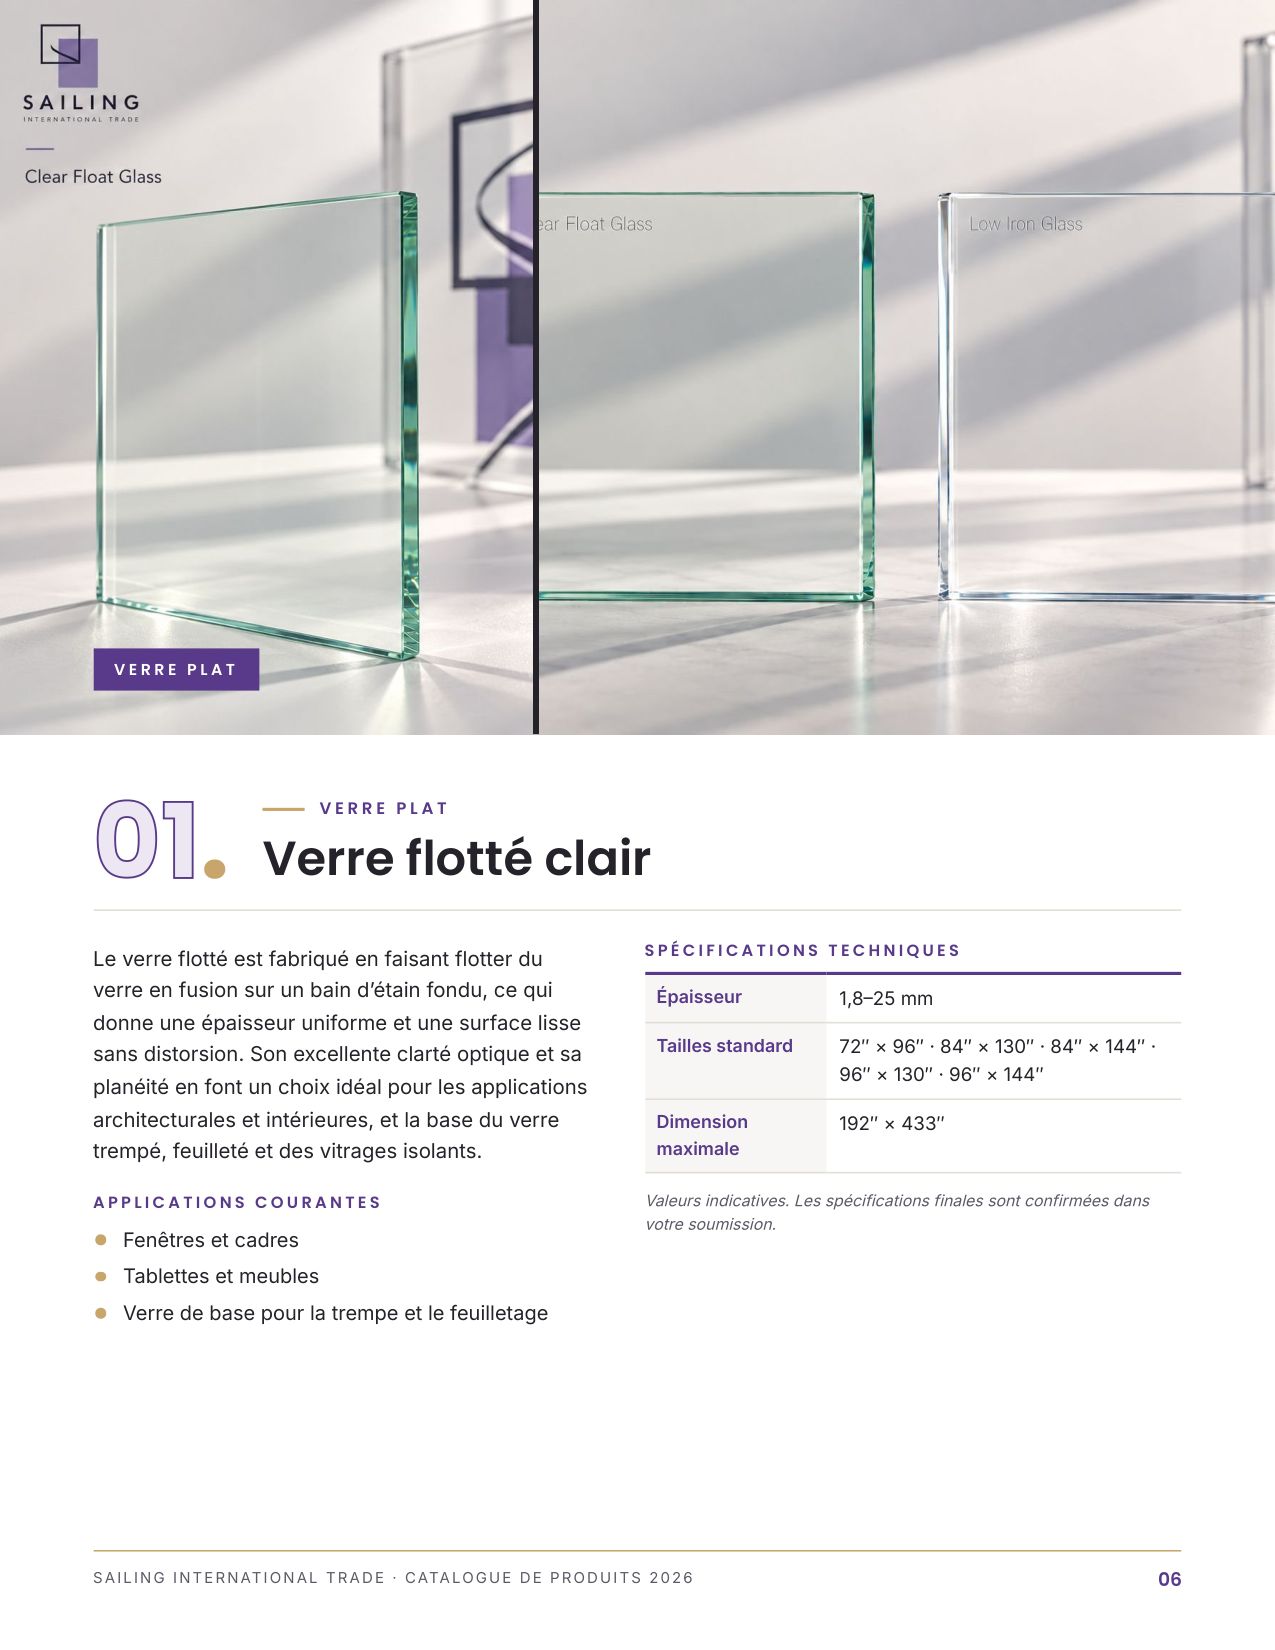 SAILING
INTERNATIONAL TRADE
Clear Float Glass
ear Float Glass
Low Iron Glass
VERRE PLAT
01.
VERRE PLAT
Verre flotté clair
Le verre flotté est fabriqué en faisant flotter du
verre en fusion sur un bain d’étain fondu, ce qui
donne une épaisseur uniforme et une surface lisse
sans distorsion. Son excellente clarté optique et sa
planéité en font un choix idéal pour les applications
architecturales et intérieures, et la base du verre
trempé, feuilleté et des vitrages isolants.
APPLICATIONS COURANTES
Fenêtres et cadres
Tablettes et meubles
Verre de base pour la trempe et le feuilletage
SPÉCIFICATIONS TECHNIQUES
Épaisseur 1,8–25 mm
Tailles standard 72″ × 96″ · 84″ × 130″ · 84″ × 144″ ·
96″ × 130″ · 96″ × 144″
Dimension 192″ × 433″
maximale
Valeurs indicatives. Les spécifications finales sont confirmées dans
votre soumission.
SAILING INTERNATIONAL TRADE · CATALOGUE DE PRODUITS 2026
06